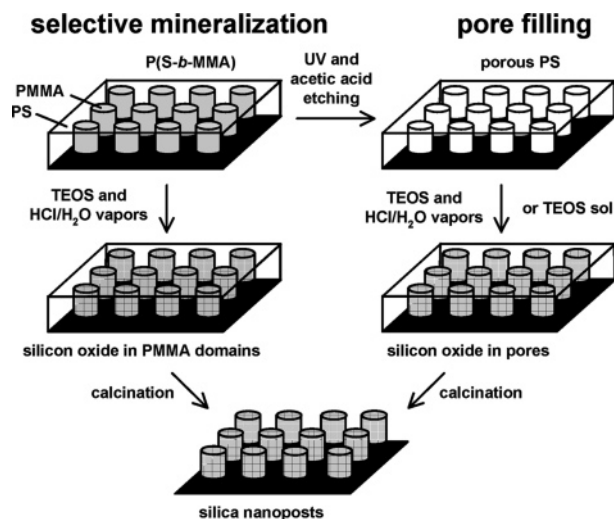 selective mineralization
pore filling
P(S-b-MMA)
UV and
acetic acid
etching
porous PS
PMMA
PS
TEOS and
HCl/H₂O vapors
TEOS and
HCl/H₂O vapors
or TEOS sol
silicon oxide in PMMA domains
silicon oxide in pores
calcination
calcination
silica nanoposts